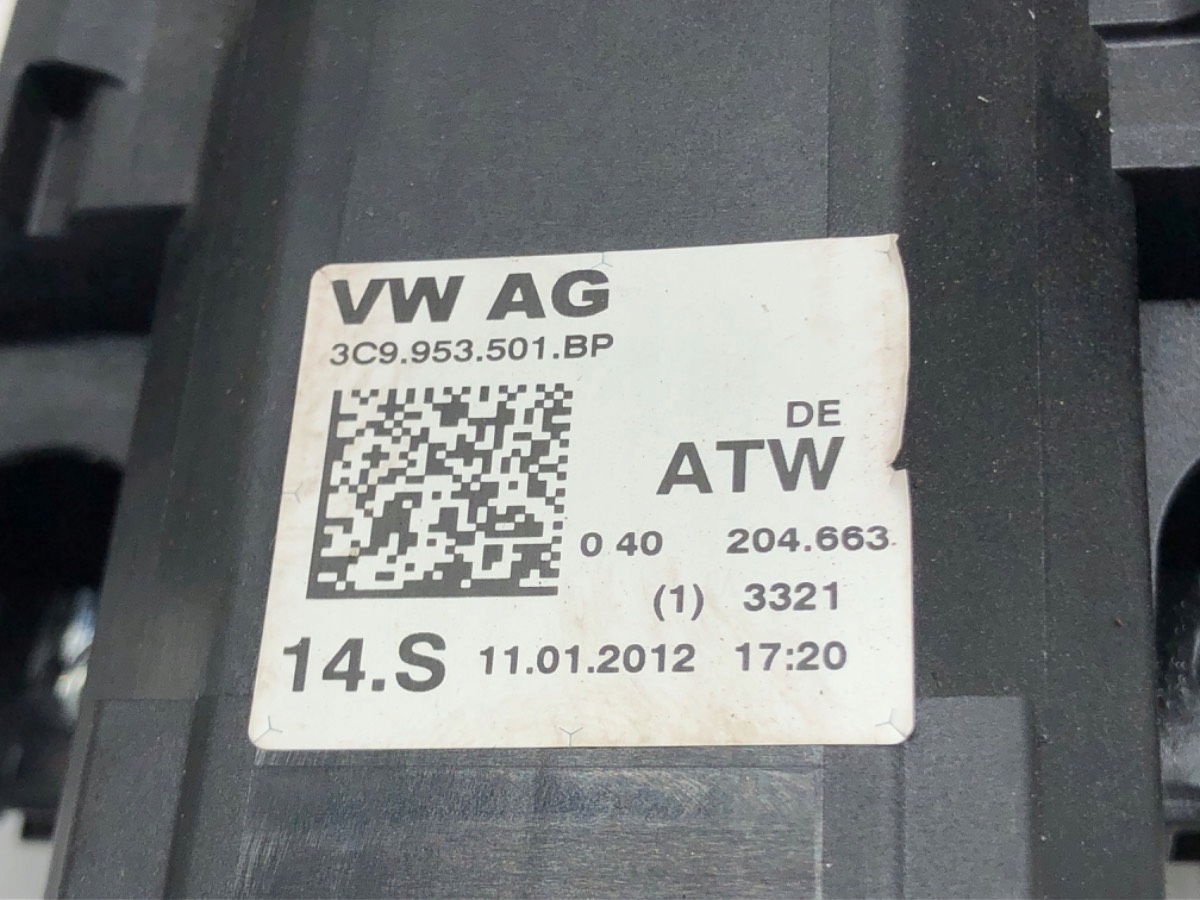 VW AG
3C9.953.501.BP
DE
ATW
0 40 204.663
(1) 3321
14.S 11.01.2012 17:20